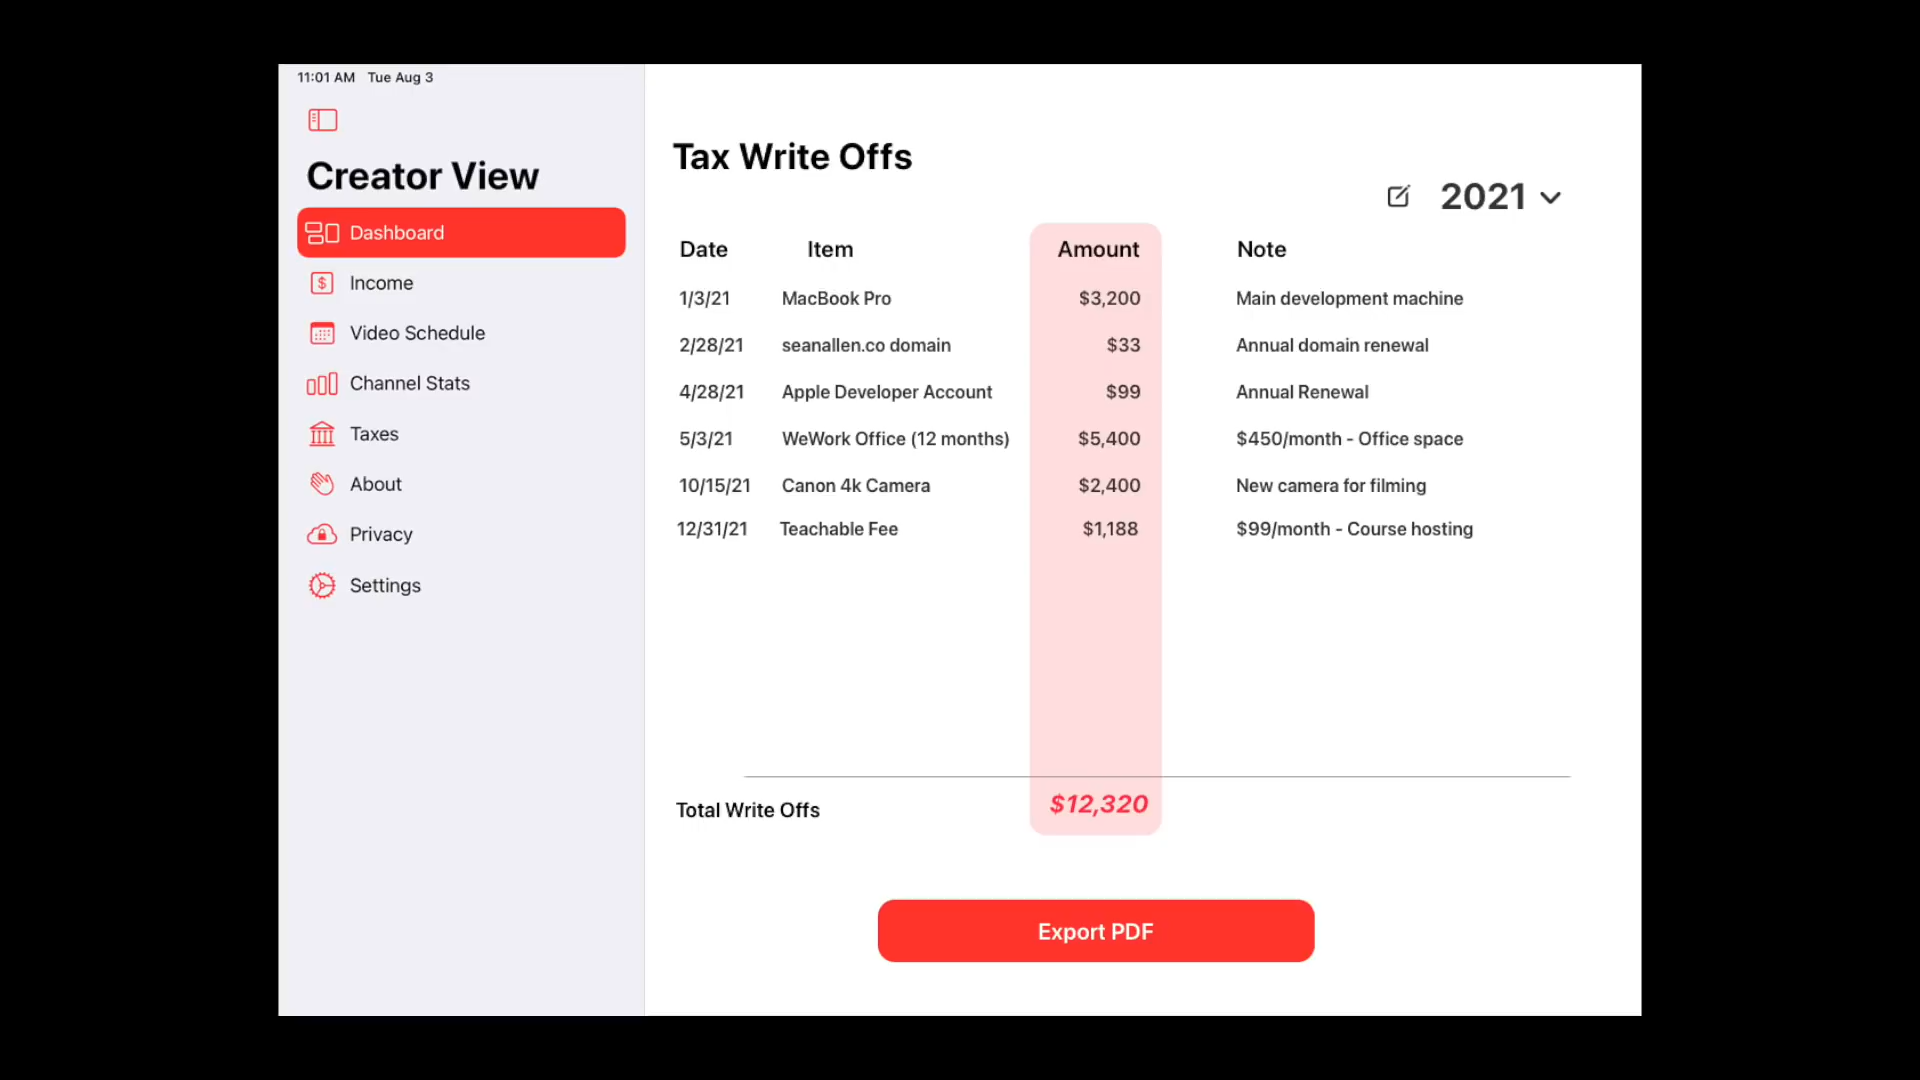 11:01 AM Tue Aug 3
Creator View
Dashboard
Income
Video Schedule
Channel Stats
Taxes
About
Privacy
Settings
Tax Write Offs
2021
Date Item Amount Note
1/3/21 MacBook Pro $3,200 Main development machine
2/28/21 seanallen.co domain $33 Annual domain renewal
4/28/21 Apple Developer Account $99 Annual Renewal
5/3/21 WeWork Office (12 months) $5,400 $450/month - Office space
10/15/21 Canon 4k Camera $2,400 New camera for filming
12/31/21 Teachable Fee $1,188 $99/month - Course hosting
Total Write Offs $12,320
Export PDF